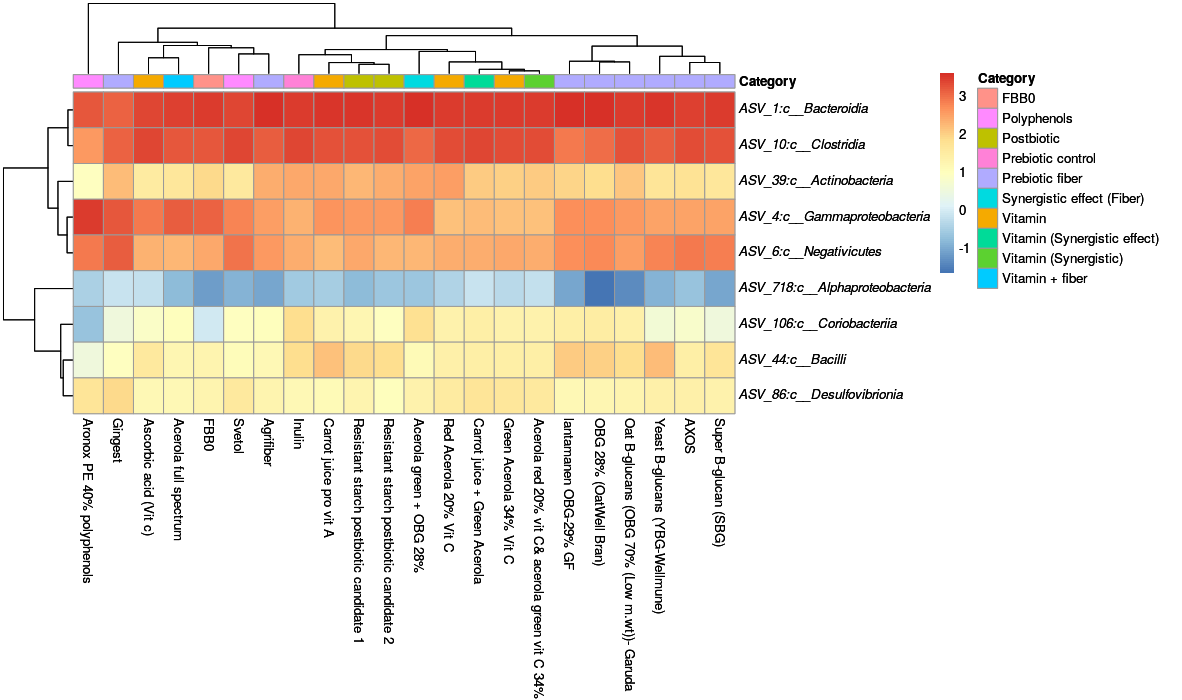 Category
ASV_1:c__Bacteroidia
ASV_10:c__Clostridia
ASV_39:c__Actinobacteria
ASV_4:c__Gammaproteobacteria
ASV_6:c__Negativicutes
ASV_718:c__Alphaproteobacteria
ASV_106:c__Coriobacteriia
ASV_44:c__Bacilli
ASV_86:c__Desulfovibrionia
Aronox PE 40% polyphenols
Gingest
Ascorbic acid (Vit c)
Acerola full spectrum
FBB0
Svetol
Agrifiber
Inulin
Carrot juice pro vit A
Resistant starch postbiotic candidate 1
Resistant starch postbiotic candidate 2
Acerola green + OBG 28%
Red Acerola 20% Vit C
Carrot juice + Green Acerola
Green Acerola 34% Vit C
Acerola red 20% vit C& acerola green vit C 34%
lantamanen OBG-29% GF
OBG 28% (OatWell Bran)
Oat B-glucans (OBG 70% (Low m.wt))- Garuda
Yeast B-glucans (YBG-Wellmune)
AXOS
Super B-glucan (SBG)
3
2
1
0
-1
Category
FBB0
Polyphenols
Postbiotic
Prebiotic control
Prebiotic fiber
Synergistic effect (Fiber)
Vitamin
Vitamin (Synergistic effect)
Vitamin (Synergistic)
Vitamin + fiber